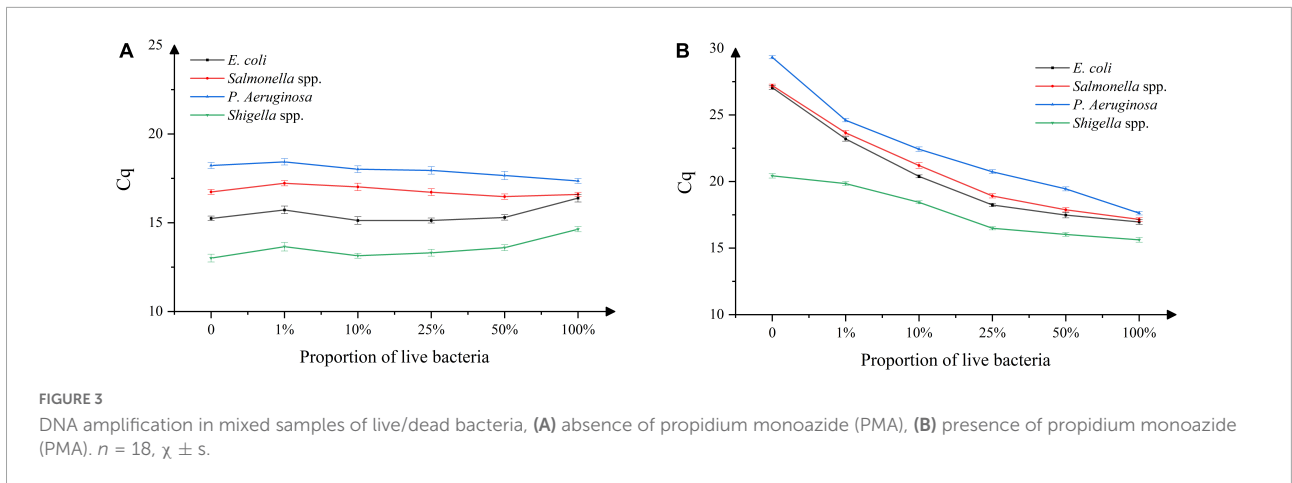 A
25
20
15
10
Cq
E. coli
Salmonella spp.
P. Aeruginosa
Shigella spp.
0 1% 10% 25% 50% 100%
Proportion of live bacteria
B
30
25
20
15
10
Cq
E. coli
Salmonella spp.
P. Aeruginosa
Shigella spp.
0 1% 10% 25% 50% 100%
Proportion of live bacteria
FIGURE 3
DNA amplification in mixed samples of live/dead bacteria, (A) absence of propidium monoazide (PMA), (B) presence of propidium monoazide
(PMA). n = 18, χ ± s.